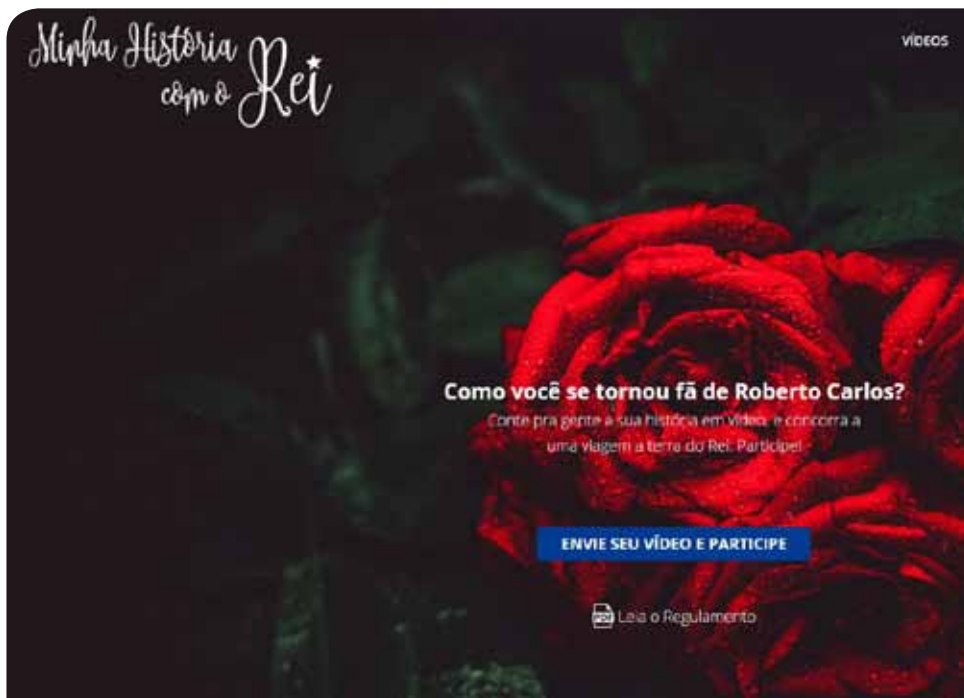 Minha História
com o Rei
VÍDEOS
Como você se tornou fã de Roberto Carlos?
Conte pra gente a sua história em vídeo, e concorra a
uma viagem a terra do Rei. Participe!
ENVIE SEU VÍDEO E PARTICIPE
PDF Leia o Regulamento